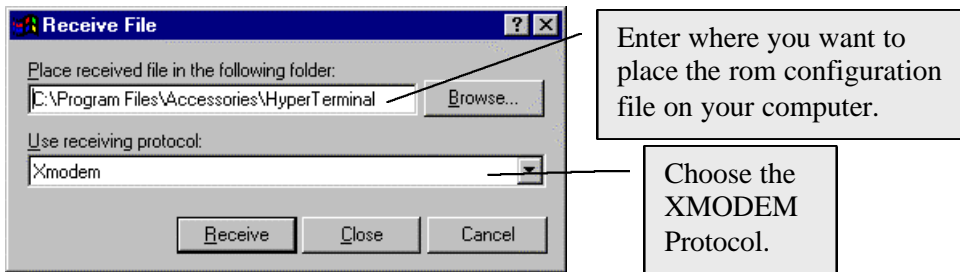 Receive File
Place received file in the following folder:
C:\Program Files\Accessories\HyperTerminal
Browse...
Use receiving protocol:
Xmodem
Receive
Close
Cancel
Enter where you want to
place the rom configuration
file on your computer.
Choose the
XMODEM
Protocol.